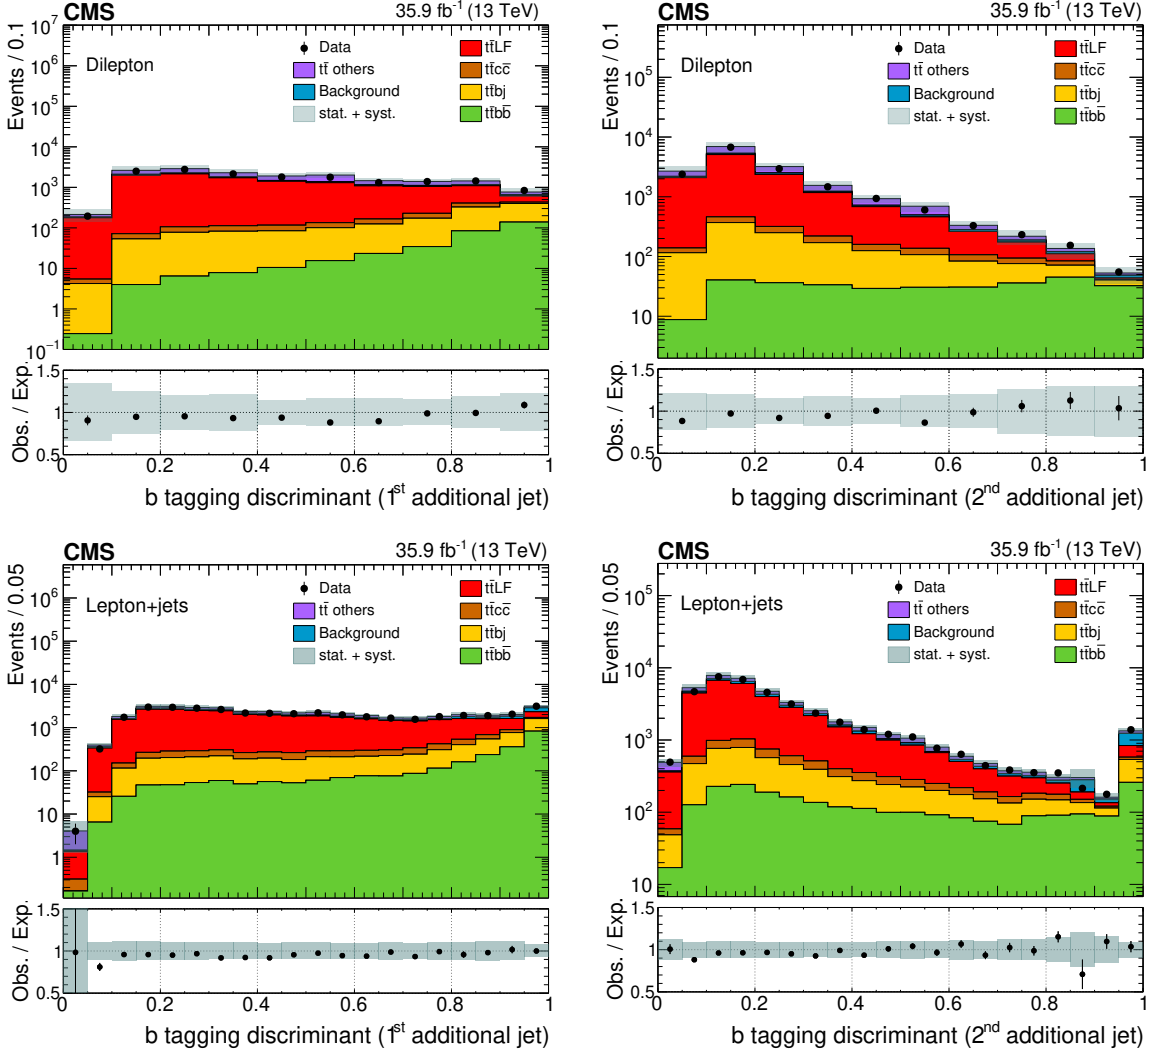 CMS 35.9 fb⁻¹ (13 TeV)
Events / 0.1
10⁷
10⁶
10⁵
10⁴
10³
10²
10
1
10⁻¹
Dilepton
Data
tt̄ others
Background
stat. + syst.
tt̄LF
tt̄cc̄
tt̄bj
tt̄bb̄
Obs. / Exp.
1.5
1
0.5
0 0.2 0.4 0.6 0.8 1
b tagging discriminant (1ˢᵗ additional jet)
CMS 35.9 fb⁻¹ (13 TeV)
Events / 0.1
10⁵
10⁴
10³
10²
10
Dilepton
Data
tt̄ others
Background
stat. + syst.
tt̄LF
tt̄cc̄
tt̄bj
tt̄bb̄
Obs. / Exp.
1.5
1
0.5
0 0.2 0.4 0.6 0.8 1
b tagging discriminant (2ⁿᵈ additional jet)
CMS 35.9 fb⁻¹ (13 TeV)
Events / 0.05
10⁶
10⁵
10⁴
10³
10²
10
1
Lepton+jets
Data
tt̄ others
Background
stat. + syst.
tt̄LF
tt̄cc̄
tt̄bj
tt̄bb̄
Obs. / Exp.
1.5
1
0.5
0 0.2 0.4 0.6 0.8 1
b tagging discriminant (1ˢᵗ additional jet)
CMS 35.9 fb⁻¹ (13 TeV)
Events / 0.05
10⁵
10⁴
10³
10²
10
Lepton+jets
Data
tt̄ others
Background
stat. + syst.
tt̄LF
tt̄cc̄
tt̄bj
tt̄bb̄
Obs. / Exp.
1.5
1
0.5
0 0.2 0.4 0.6 0.8 1
b tagging discriminant (2ⁿᵈ additional jet)